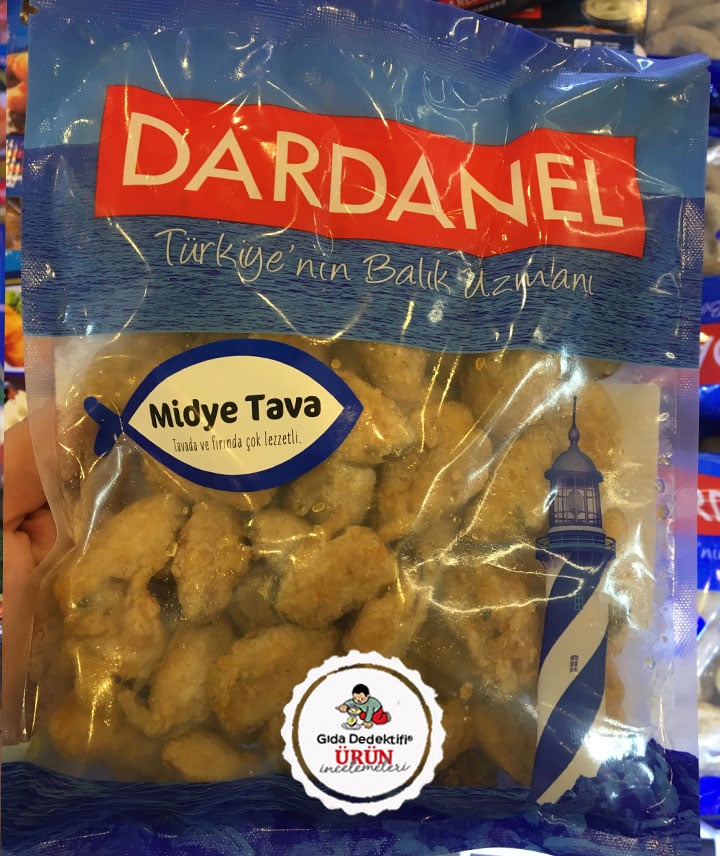 DARDANEL
Türkiye'nin Balık Uzmanı
Midye Tava
Tavada ve fırında çok lezzetli.
Gıda Dedektifi®
ÜRÜN
incelemeleri